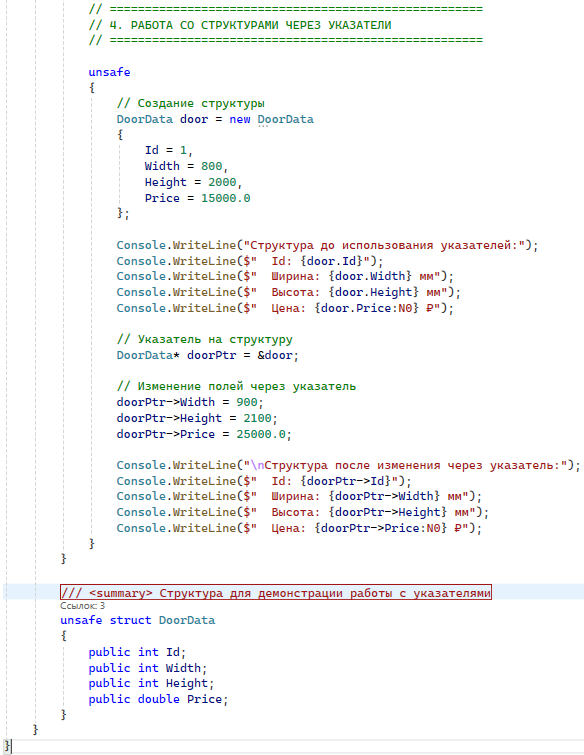 // =====================================================
// 4. РАБОТА СО СТРУКТУРАМИ ЧЕРЕЗ УКАЗАТЕЛИ
// =====================================================
unsafe
{
// Создание структуры
DoorData door = new DoorData
{
Id = 1,
Width = 800,
Height = 2000,
Price = 15000.0
};
Console.WriteLine("Структура до использования указателей:");
Console.WriteLine($"  Id: {door.Id}");
Console.WriteLine($"  Ширина: {door.Width} мм");
Console.WriteLine($"  Высота: {door.Height} мм");
Console.WriteLine($"  Цена: {door.Price:N0} ₽");
// Указатель на структуру
DoorData* doorPtr = &door;
// Изменение полей через указатель
doorPtr->Width = 900;
doorPtr->Height = 2100;
doorPtr->Price = 25000.0;
Console.WriteLine("\nСтруктура после изменения через указатель:");
Console.WriteLine($"  Id: {doorPtr->Id}");
Console.WriteLine($"  Ширина: {doorPtr->Width} мм");
Console.WriteLine($"  Высота: {doorPtr->Height} мм");
Console.WriteLine($"  Цена: {doorPtr->Price:N0} ₽");
}
}
/// <summary> Структура для демонстрации работы с указателями
Ссылок: 3
unsafe struct DoorData
{
public int Id;
public int Width;
public int Height;
public double Price;
}
}
}